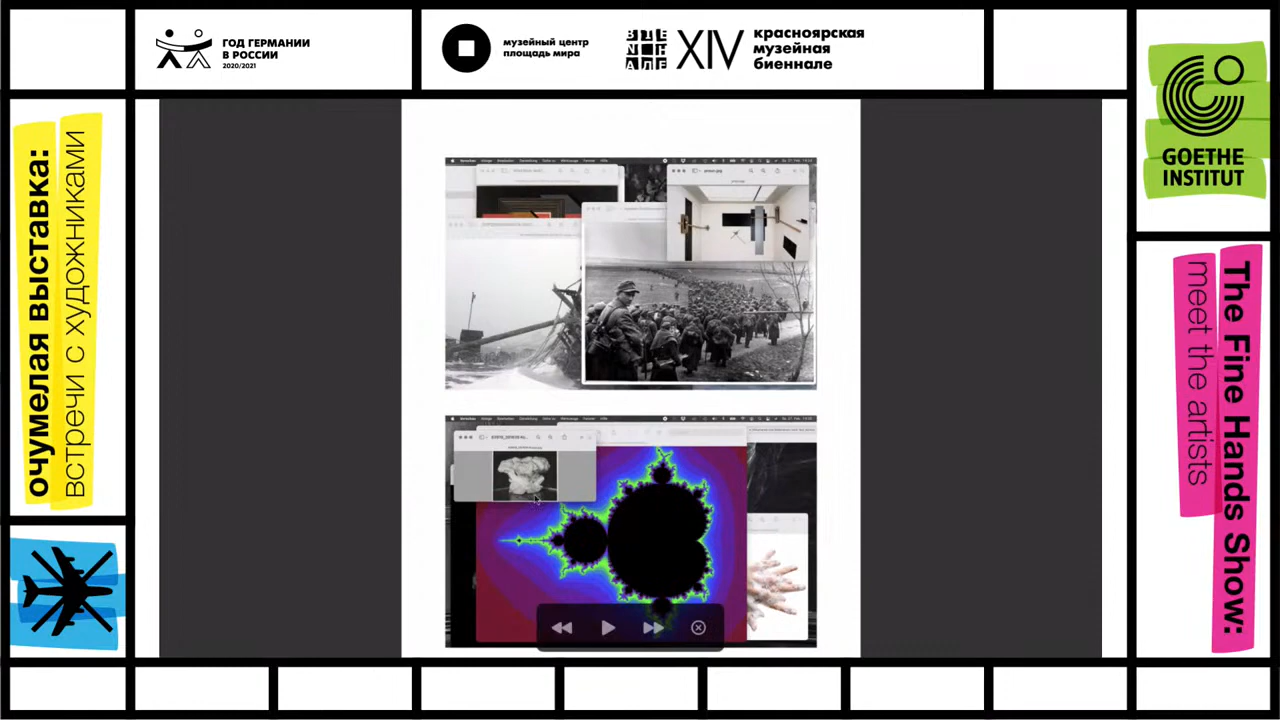 ГОД ГЕРМАНИИ
В РОССИИ
2020/2021
музейный центр
площадь мира
XIV
красноярская
музейная
биеннале
очумелая выставка:
встречи с художниками
GOETHE
INSTITUT
The Fine Hands Show:
meet the artists